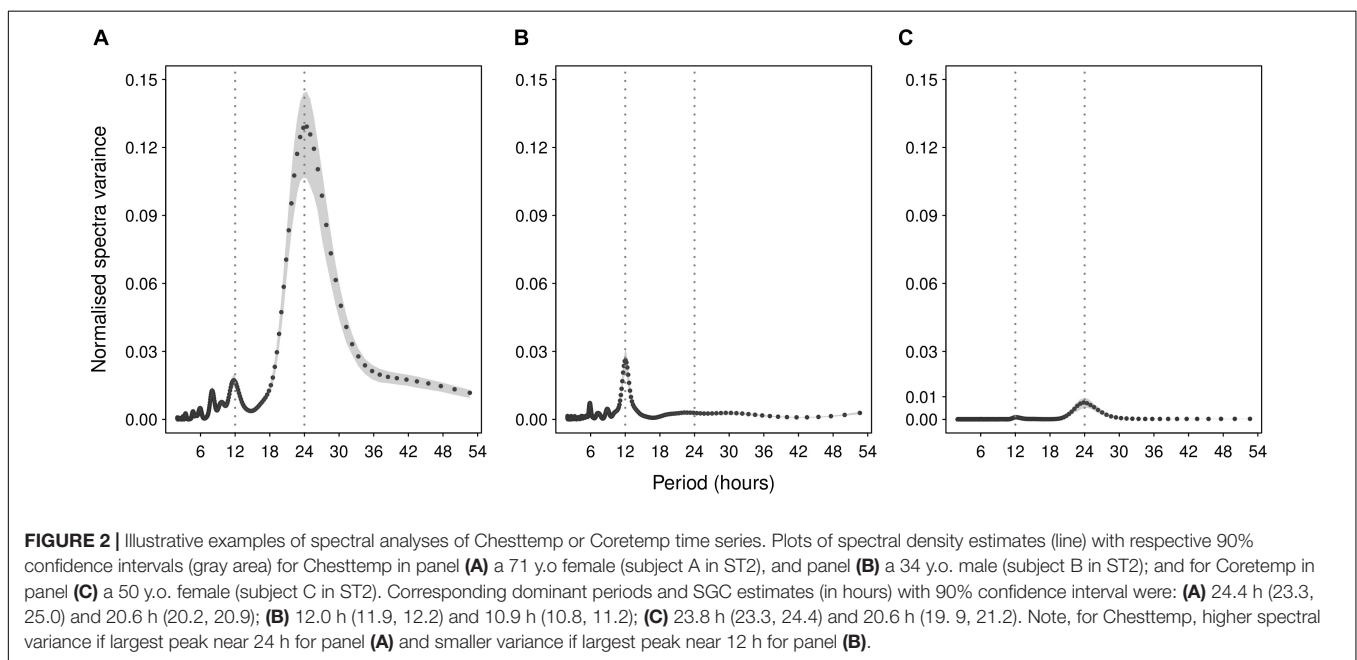 A
B
C
0.15
0.12
0.09
0.06
0.03
0.00
0.15
0.12
0.09
0.06
0.03
0.00
0.15
0.12
0.09
0.06
0.03
0.01
0.00
Normalised spectra varaince
6 12 18 24 30 36 42 48 54
6 12 18 24 30 36 42 48 54
6 12 18 24 30 36 42 48 54
Period (hours)
FIGURE 2 | Illustrative examples of spectral analyses of Chesttemp or Coretemp time series. Plots of spectral density estimates (line) with respective 90%
confidence intervals (gray area) for Chesttemp in panel (A) a 71 y.o female (subject A in ST2), and panel (B) a 34 y.o. male (subject B in ST2); and for Coretemp in
panel (C) a 50 y.o. female (subject C in ST2). Corresponding dominant periods and SGC estimates (in hours) with 90% confidence interval were: (A) 24.4 h (23.3,
25.0) and 20.6 h (20.2, 20.9); (B) 12.0 h (11.9, 12.2) and 10.9 h (10.8, 11.2); (C) 23.8 h (23.3, 24.4) and 20.6 h (19. 9, 21.2). Note, for Chesttemp, higher spectral
variance if largest peak near 24 h for panel (A) and smaller variance if largest peak near 12 h for panel (B).